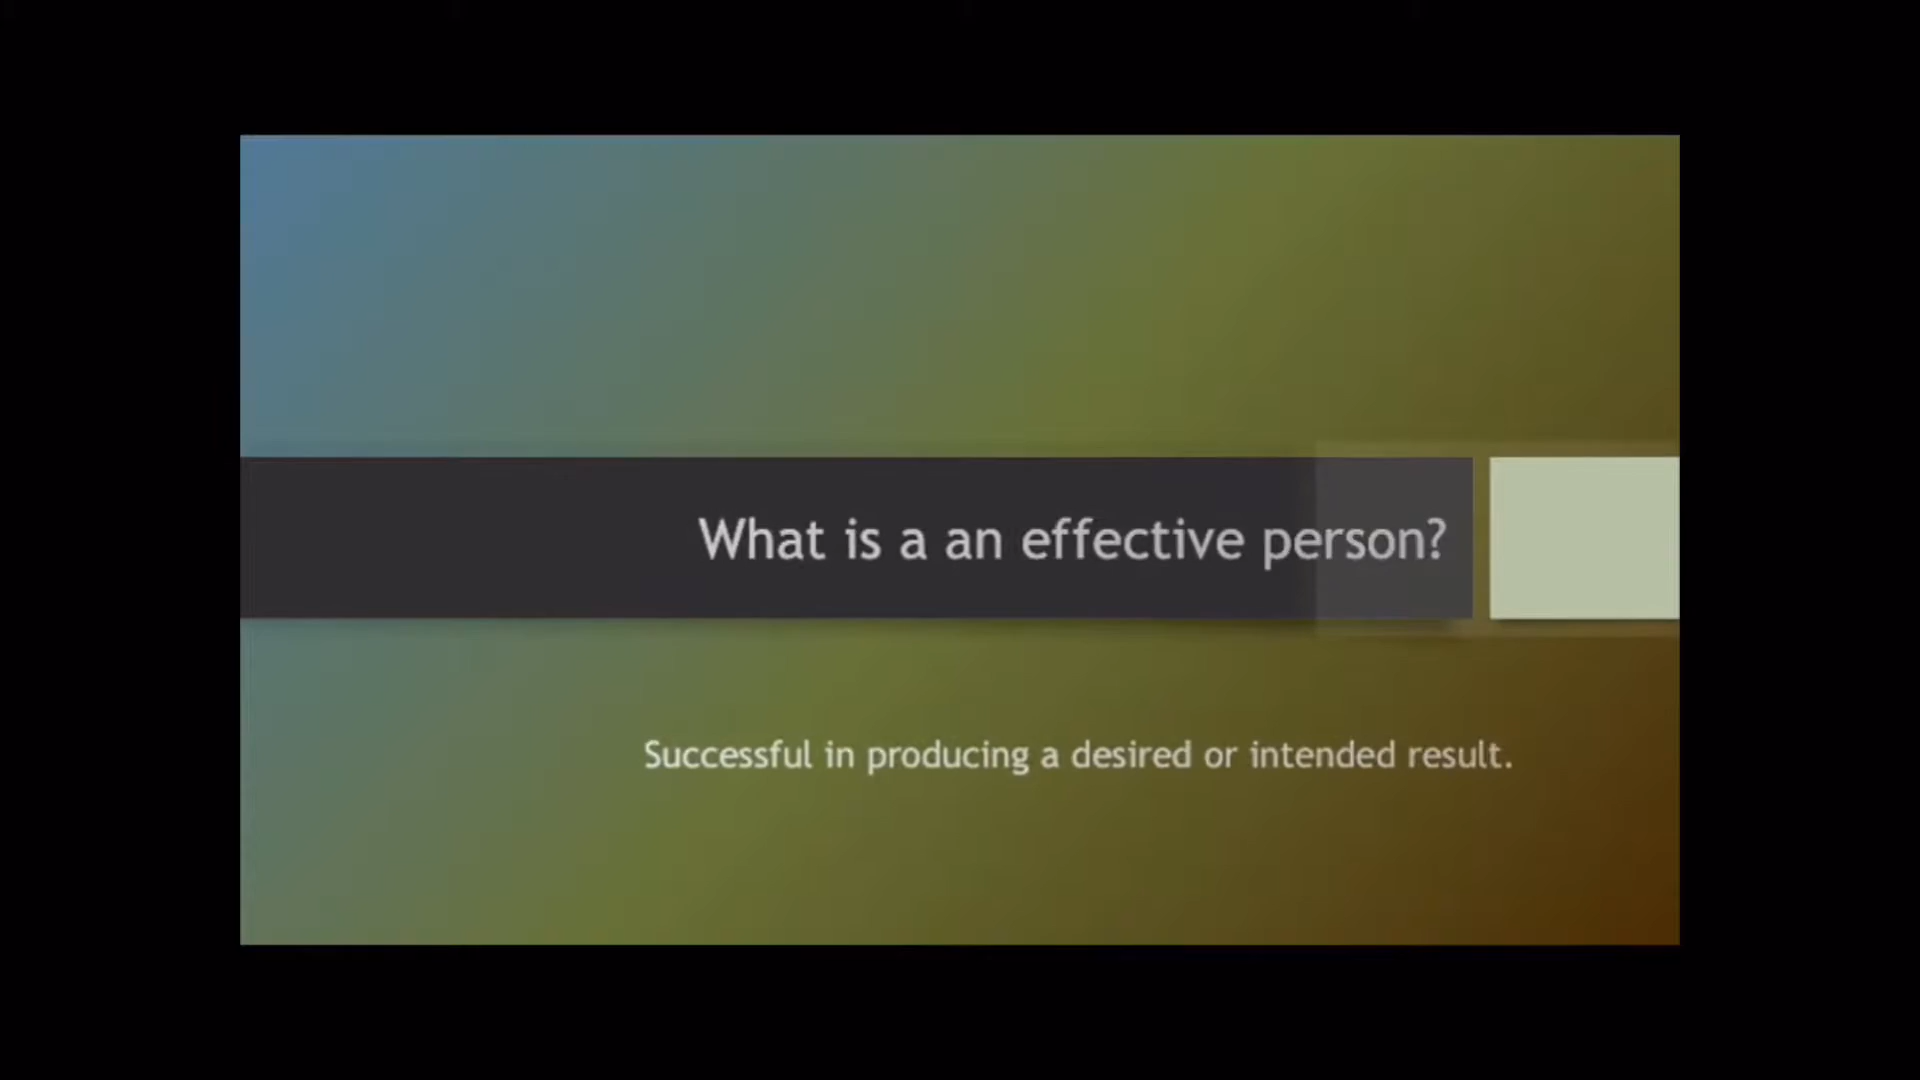 What is a an effective person?
Successful in producing a desired or intended result.